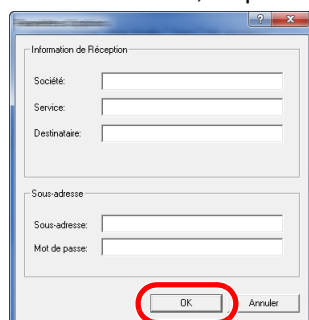 Information de Réception
Société:
Service:
Destinataire:
Sous-adresse
Sous-adresse:
Mot de passe:
OK
Annuler